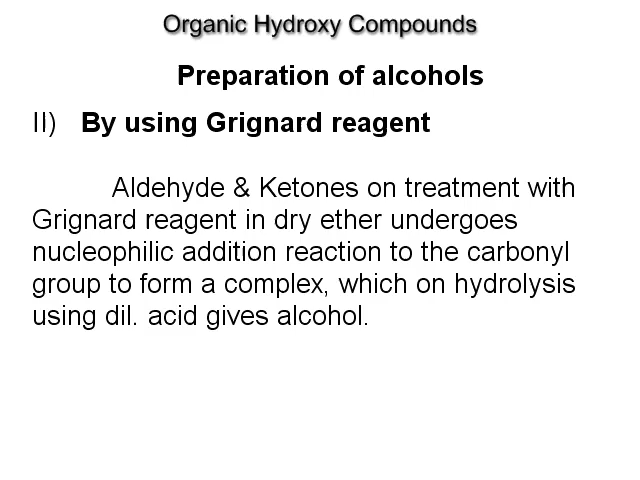 Organic Hydroxy Compounds
Preparation of alcohols
II) By using Grignard reagent
Aldehyde & Ketones on treatment with
Grignard reagent in dry ether undergoes
nucleophilic addition reaction to the carbonyl
group to form a complex, which on hydrolysis
using dil. acid gives alcohol.